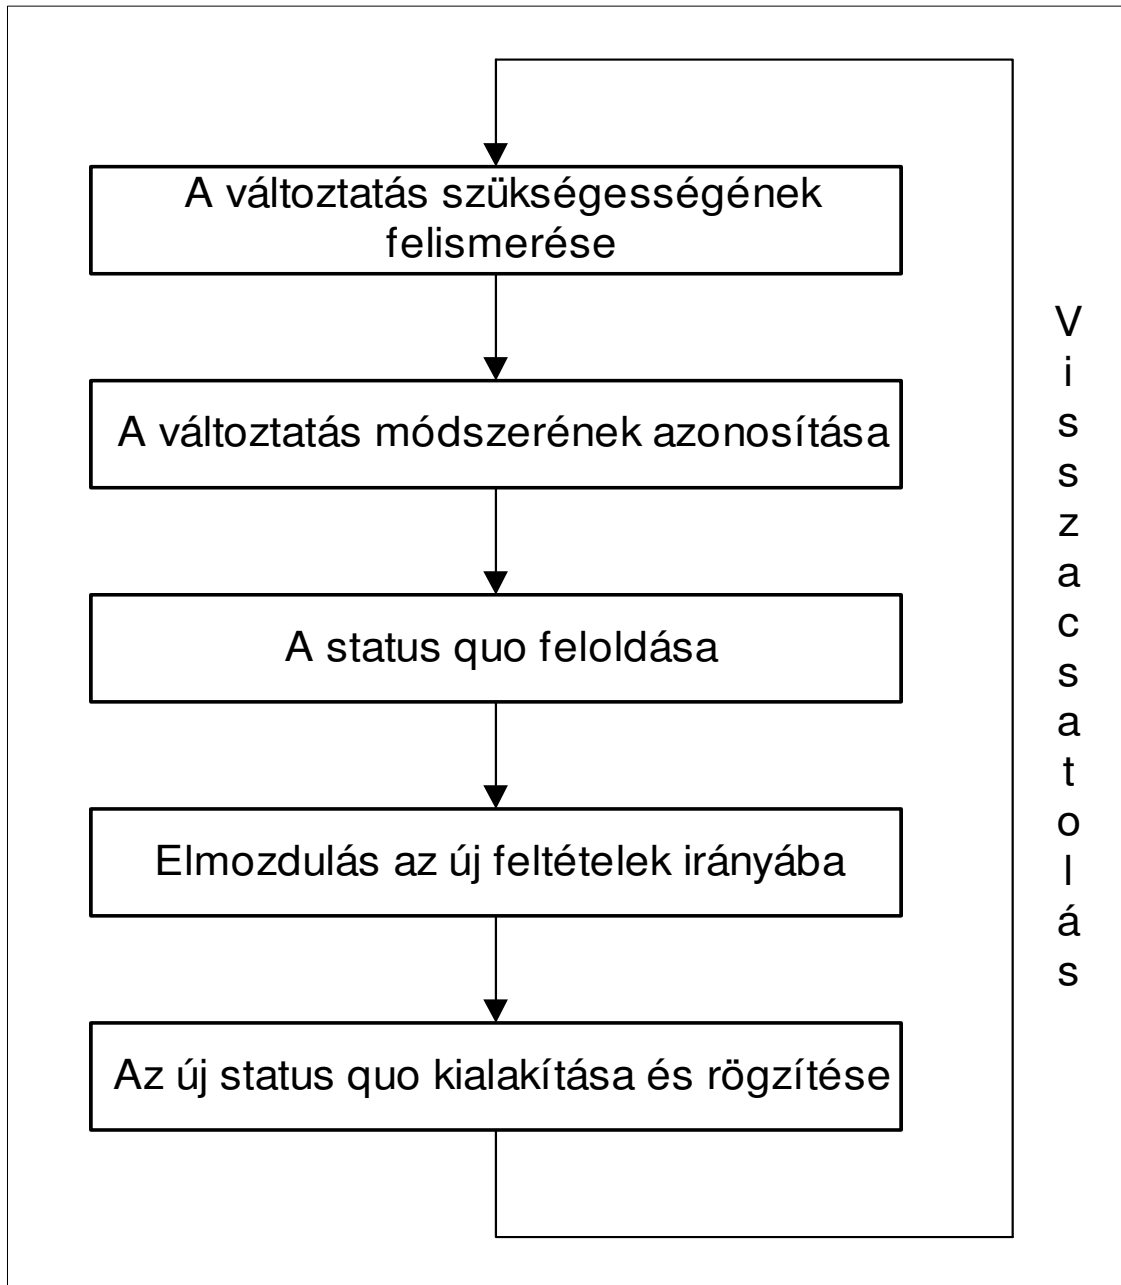 A változtatás szükségességének
felismerése
A változtatás módszerének azonosítása
A status quo feloldása
Elmozdulás az új feltételek irányába
Az új status quo kialakítása és rögzítése
Visszacsatolás